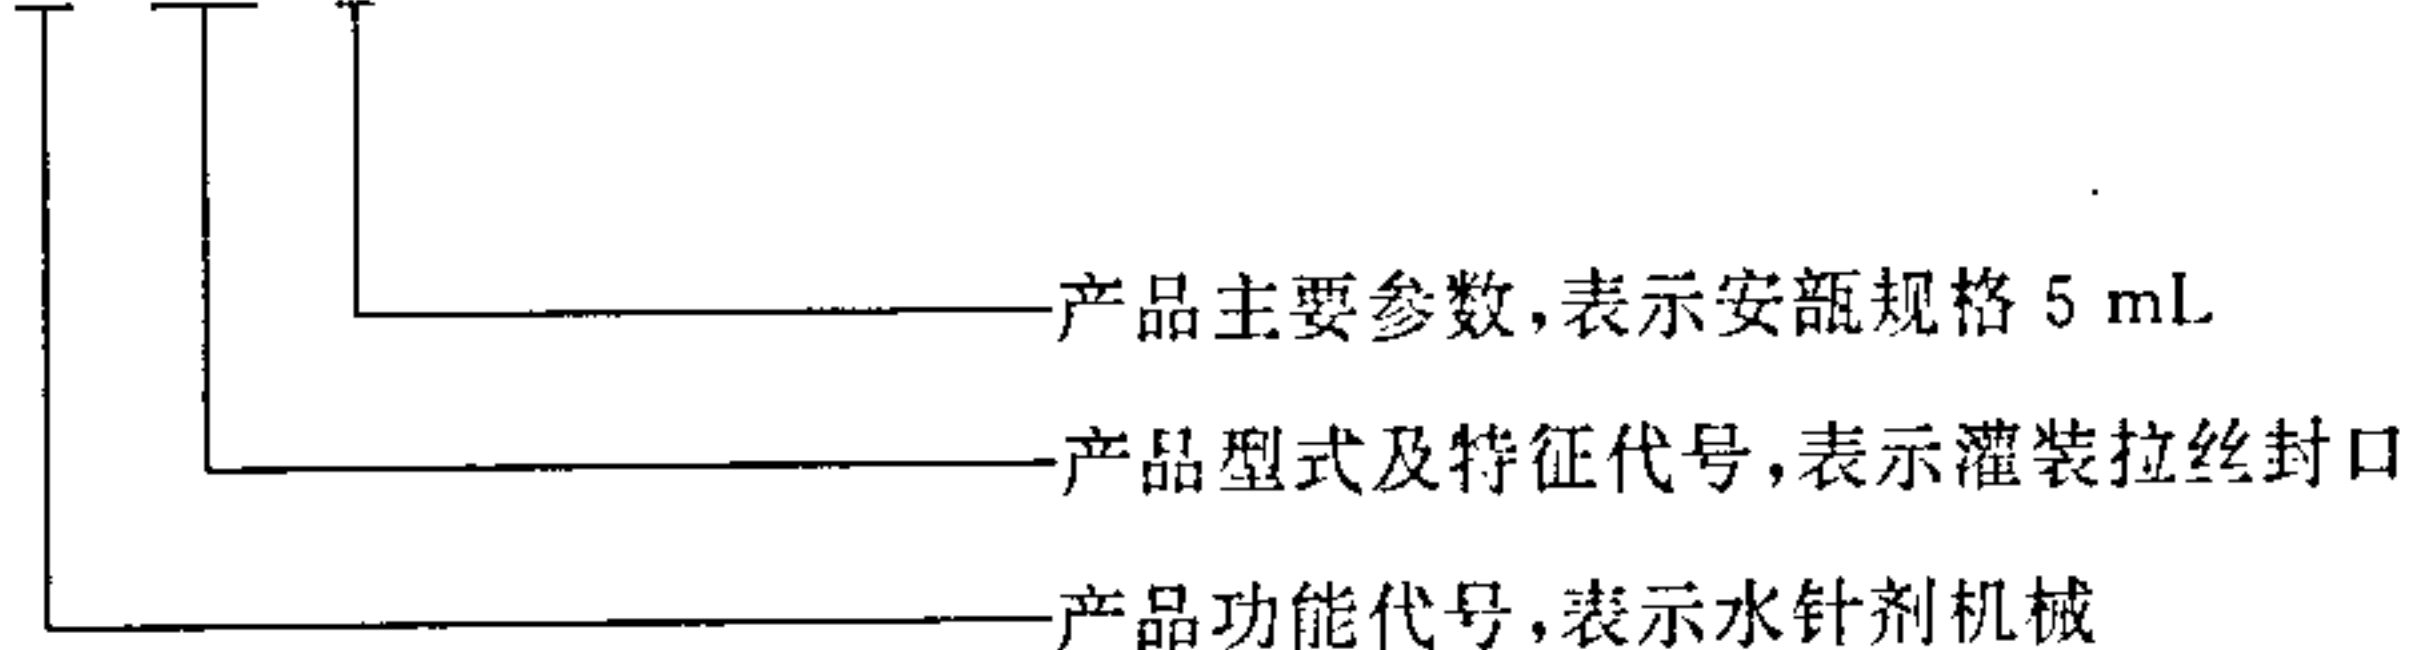 产品主要参数,表示安瓿规格 5 mL
产品型式及特征代号,表示灌装拉丝封口
产品功能代号,表示水针剂机械